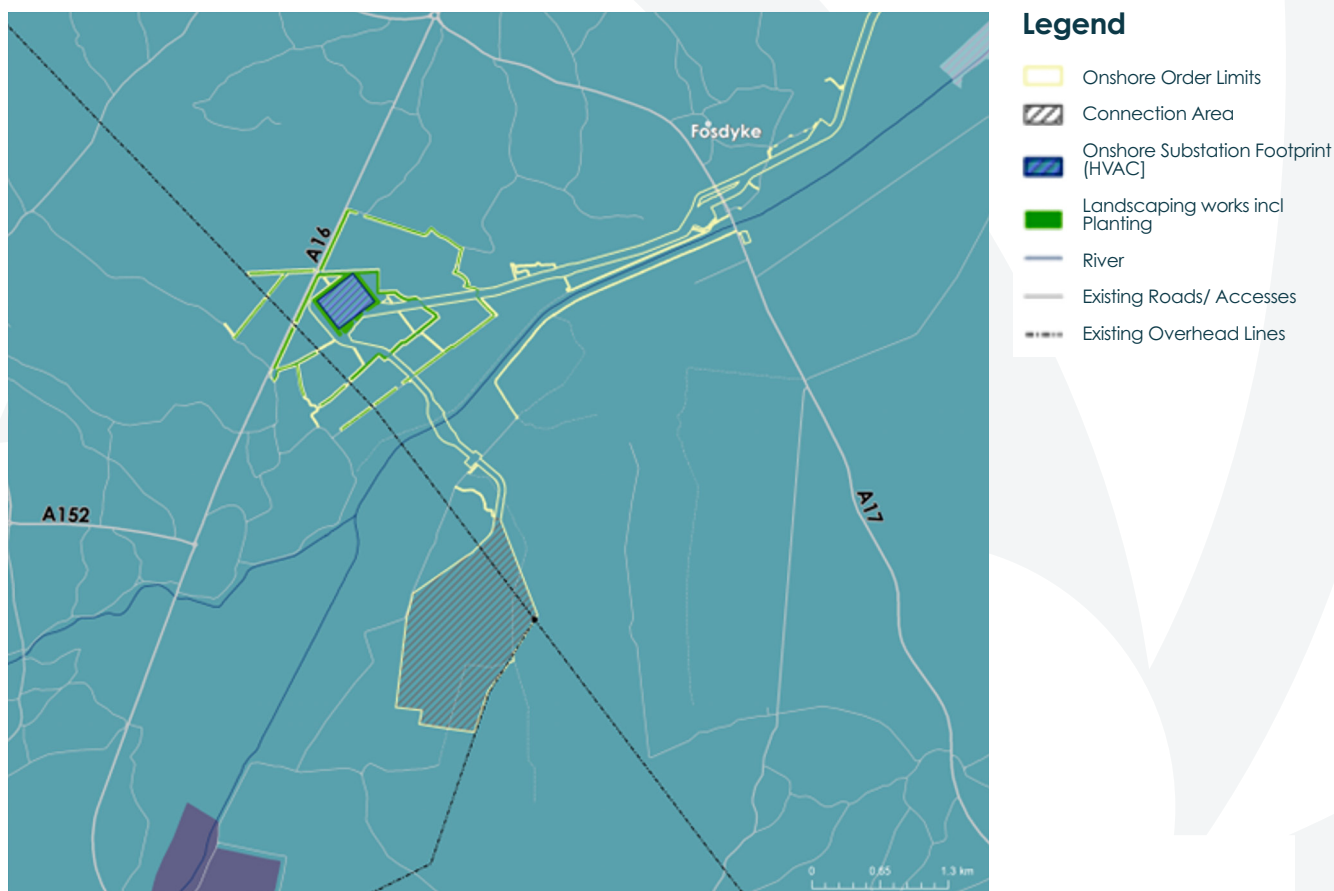 Legend
Onshore Order Limits
Connection Area
Onshore Substation Footprint
(HVAC]
Landscaping works incl
Planting
River
Existing Roads/ Accesses
Existing Overhead Lines
Fosdyke
A16
A152
A17
0 0.65 1.3 km